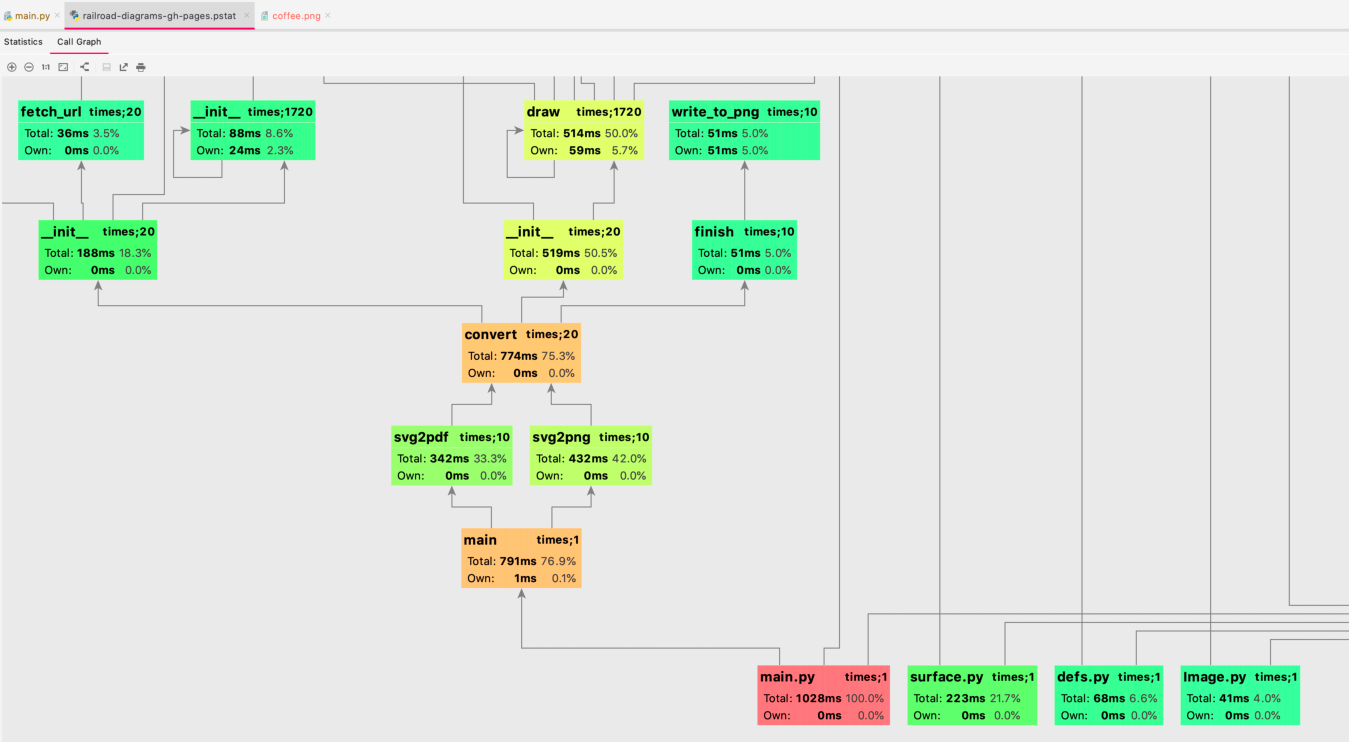 main.py railroad-diagrams-gh-pages.pstat coffee.png
Statistics Call Graph
1:1
fetch_url times;20
Total: 36ms 3.5%
Own: 0ms 0.0%
__init__ times;1720
Total: 88ms 8.6%
Own: 24ms 2.3%
draw times;1720
Total: 514ms 50.0%
Own: 59ms 5.7%
write_to_png times;10
Total: 51ms 5.0%
Own: 51ms 5.0%
__init__ times;20
Total: 188ms 18.3%
Own: 0ms 0.0%
__init__ times;20
Total: 519ms 50.5%
Own: 0ms 0.0%
finish times;10
Total: 51ms 5.0%
Own: 0ms 0.0%
convert times;20
Total: 774ms 75.3%
Own: 0ms 0.0%
svg2pdf times;10
Total: 342ms 33.3%
Own: 0ms 0.0%
svg2png times;10
Total: 432ms 42.0%
Own: 0ms 0.0%
main times;1
Total: 791ms 76.9%
Own: 1ms 0.1%
main.py times;1
Total: 1028ms 100.0%
Own: 0ms 0.0%
surface.py times;1
Total: 223ms 21.7%
Own: 0ms 0.0%
defs.py times;1
Total: 68ms 6.6%
Own: 0ms 0.0%
Image.py times;1
Total: 41ms 4.0%
Own: 0ms 0.0%